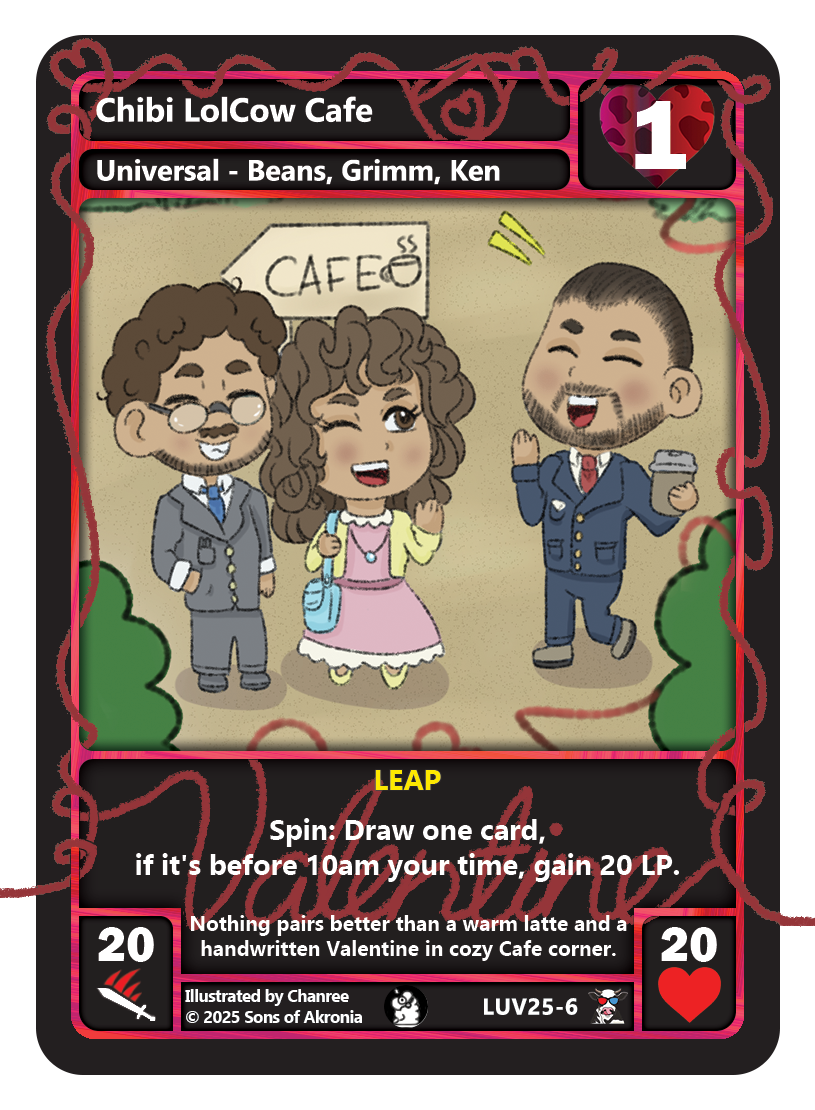 Chibi LolCow Cafe
1
Universal - Beans, Grimm, Ken
CAFE
LEAP
Spin: Draw one card,
if it's before 10am your time, gain 20 LP.
Valentine
Nothing pairs better than a warm latte and a
handwritten Valentine in cozy Cafe corner.
20
20
Illustrated by Chanree
© 2025 Sons of Akronia
LUV25-6